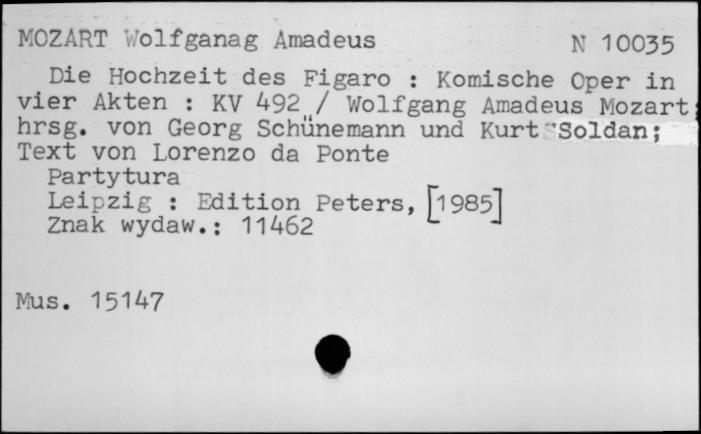 MOZART Wolfganag Amadeus N 10035
Die Hochzeit des Figaro : Komische Oper in
vier Akten : KV 492 / Wolfgang Amadeus Mozart;
hrsg. von Georg Schünemann und Kurt Soldan;
Text von Lorenzo da Ponte
Partytura
Leipzig : Edition Peters, [1985]
Znak wydaw.: 11462
Mus. 15147